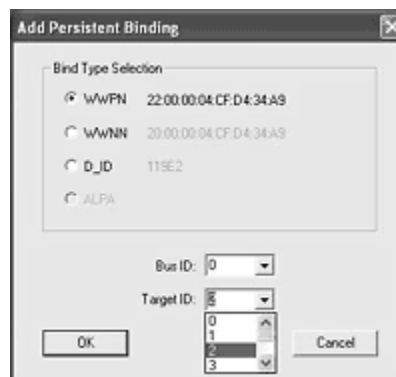 Add Persistent Binding
Bind Type Selection
WWPN 22:00:00:04:CF:D4:34:A9
WWNN 20:00:00:04:CF:D4:34:A9
D_ID 119E2
ALPA
Bus ID: 0
Target ID:
0
1
2
3
OK
Cancel